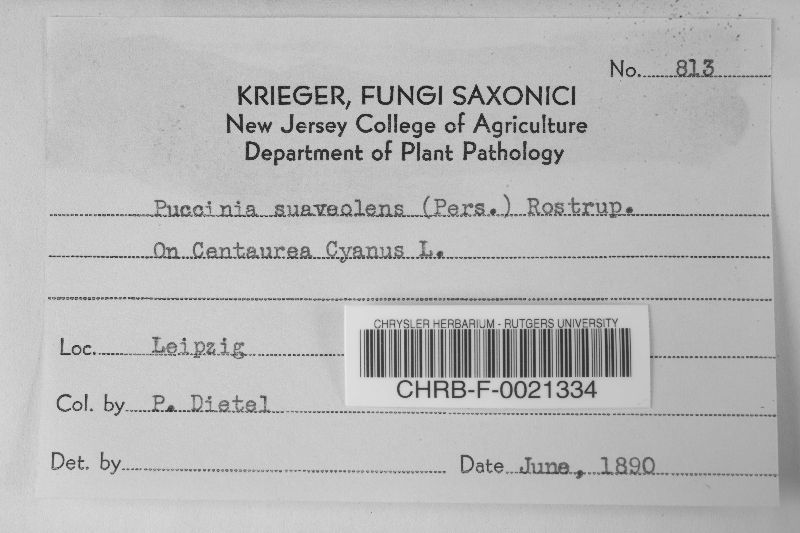 No. 813
KRIEGER, FUNGI SAXONICI
New Jersey College of Agriculture
Department of Plant Pathology
Puccinia suaveolens (Pers.) Rostrup.
On Centaurea Cyanus L.
CHRYSLER HERBARIUM - RUTGERS UNIVERSITY
CHRB-F-0021334
Loc. Leipzig
Col. by P. Dietel
Det. by
Date June, 1890